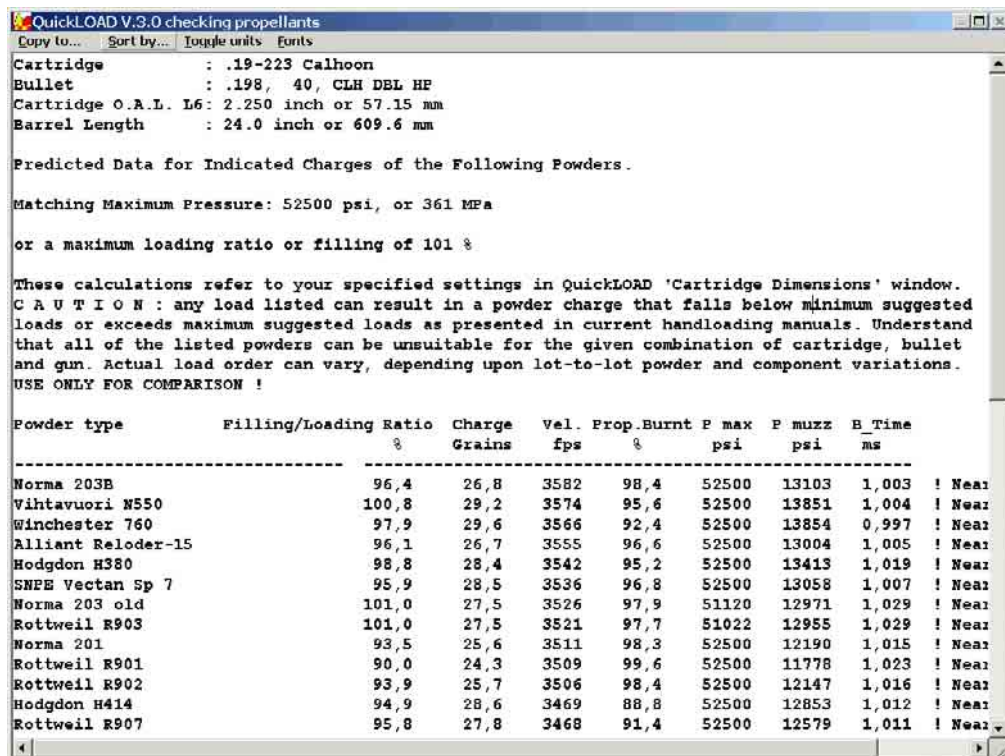 QuickLOAD V.3.0 checking propellants
Copy to... Sort by... Toggle units Fonts
Cartridge : .19-223 Calhoon
Bullet : .198, 40, CLH DBL HP
Cartridge O.A.L. L6: 2.250 inch or 57.15 mm
Barrel Length : 24.0 inch or 609.6 mm
Predicted Data for Indicated Charges of the Following Powders.
Matching Maximum Pressure: 52500 psi, or 361 MPa
or a maximum loading ratio or filling of 101 %
These calculations refer to your specified settings in QuickLOAD 'Cartridge Dimensions' window.
C A U T I O N : any load listed can result in a powder charge that falls below minimum suggested
loads or exceeds maximum suggested loads as presented in current handloading manuals. Understand
that all of the listed powders can be unsuitable for the given combination of cartridge, bullet
and gun. Actual load order can vary, depending upon lot-to-lot powder and component variations.
USE ONLY FOR COMPARISON !
Powder type Filling/Loading Ratio Charge Vel. Prop.Burnt P max P muzz B_Time
% Grains fps % psi psi ms
---------------------------------  -------------------------------------------------------
Norma 203B 96,4 26,8 3582 98,4 52500 13103 1,003 ! Near
Vihtavuori N550 100,8 29,2 3574 95,6 52500 13851 1,004 ! Near
Winchester 760 97,9 29,6 3566 92,4 52500 13854 0,997 ! Near
Alliant Reloder-15 96,1 26,7 3555 96,6 52500 13004 1,005 ! Near
Hodgdon H380 98,8 28,4 3542 95,2 52500 13413 1,019 ! Near
SNPE Vectan Sp 7 95,9 28,5 3536 96,8 52500 13058 1,007 ! Near
Norma 203 old 101,0 27,5 3526 97,9 51120 12971 1,029 ! Near
Rottweil R903 101,0 27,5 3521 97,7 51022 12955 1,029 ! Near
Norma 201 93,5 25,6 3511 98,3 52500 12190 1,015 ! Near
Rottweil R901 90,0 24,3 3509 99,6 52500 11778 1,023 ! Near
Rottweil R902 93,9 25,7 3506 98,4 52500 12147 1,016 ! Near
Hodgdon H414 94,9 28,6 3469 88,8 52500 12853 1,012 ! Near
Rottweil R907 95,8 27,8 3468 91,4 52500 12579 1,011 ! Near